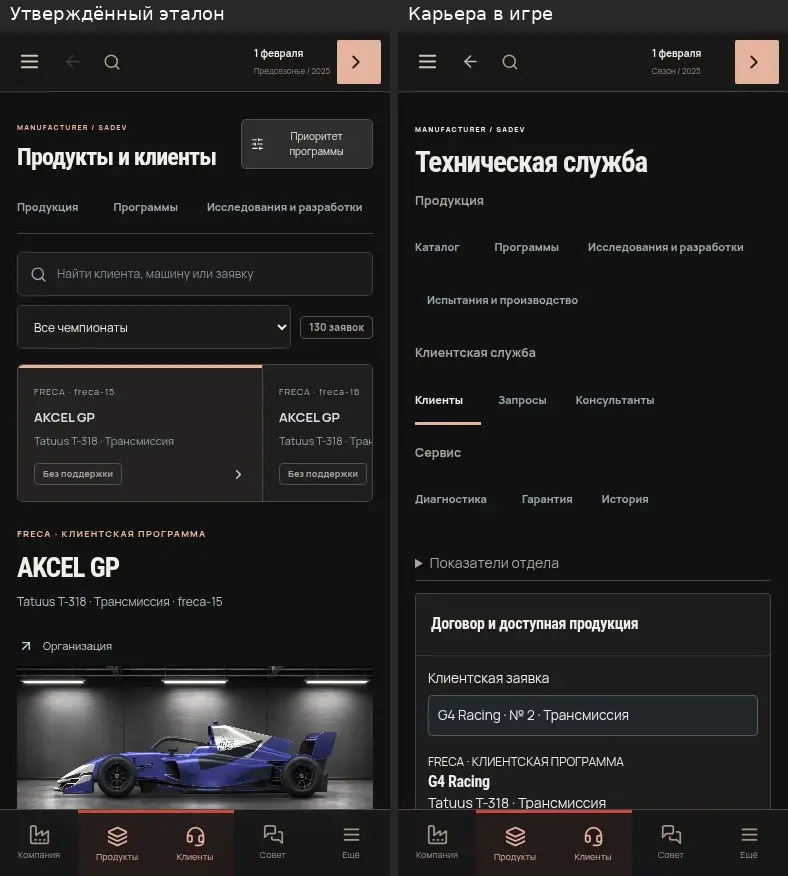 Утверждённый эталон
1 февраля
Предсезонье / 2025
MANUFACTURER / SADEV
Продукты и клиенты
Приоритет
программы
Продукция Программы Исследования и разработки
Найти клиента, машину или заявку
Все чемпионаты
130 заявок
FRECA · freca-15
AKCEL GP
Tatuus T-318 · Трансмиссия
Без поддержки
FRECA · freca-16
AKCEL GP
Tatuus T-318 · Тран
Без поддержки
FRECA · КЛИЕНТСКАЯ ПРОГРАММА
AKCEL GP
Tatuus T-318 · Трансмиссия · freca-15
Организация
Компания Продукты Клиенты Совет Ещё
Карьера в игре
1 февраля
Сезон / 2025
MANUFACTURER / SADEV
Техническая служба
Продукция
Каталог Программы Исследования и разработки
Испытания и производство
Клиентская служба
Клиенты Запросы Консультанты
Сервис
Диагностика Гарантия История
Показатели отдела
Договор и доступная продукция
Клиентская заявка
G4 Racing · № 2 · Трансмиссия
FRECA · КЛИЕНТСКАЯ ПРОГРАММА
G4 Racing
Tatuus T-318 · Трансмиссия
Компания Продукты Клиенты Совет Ещё